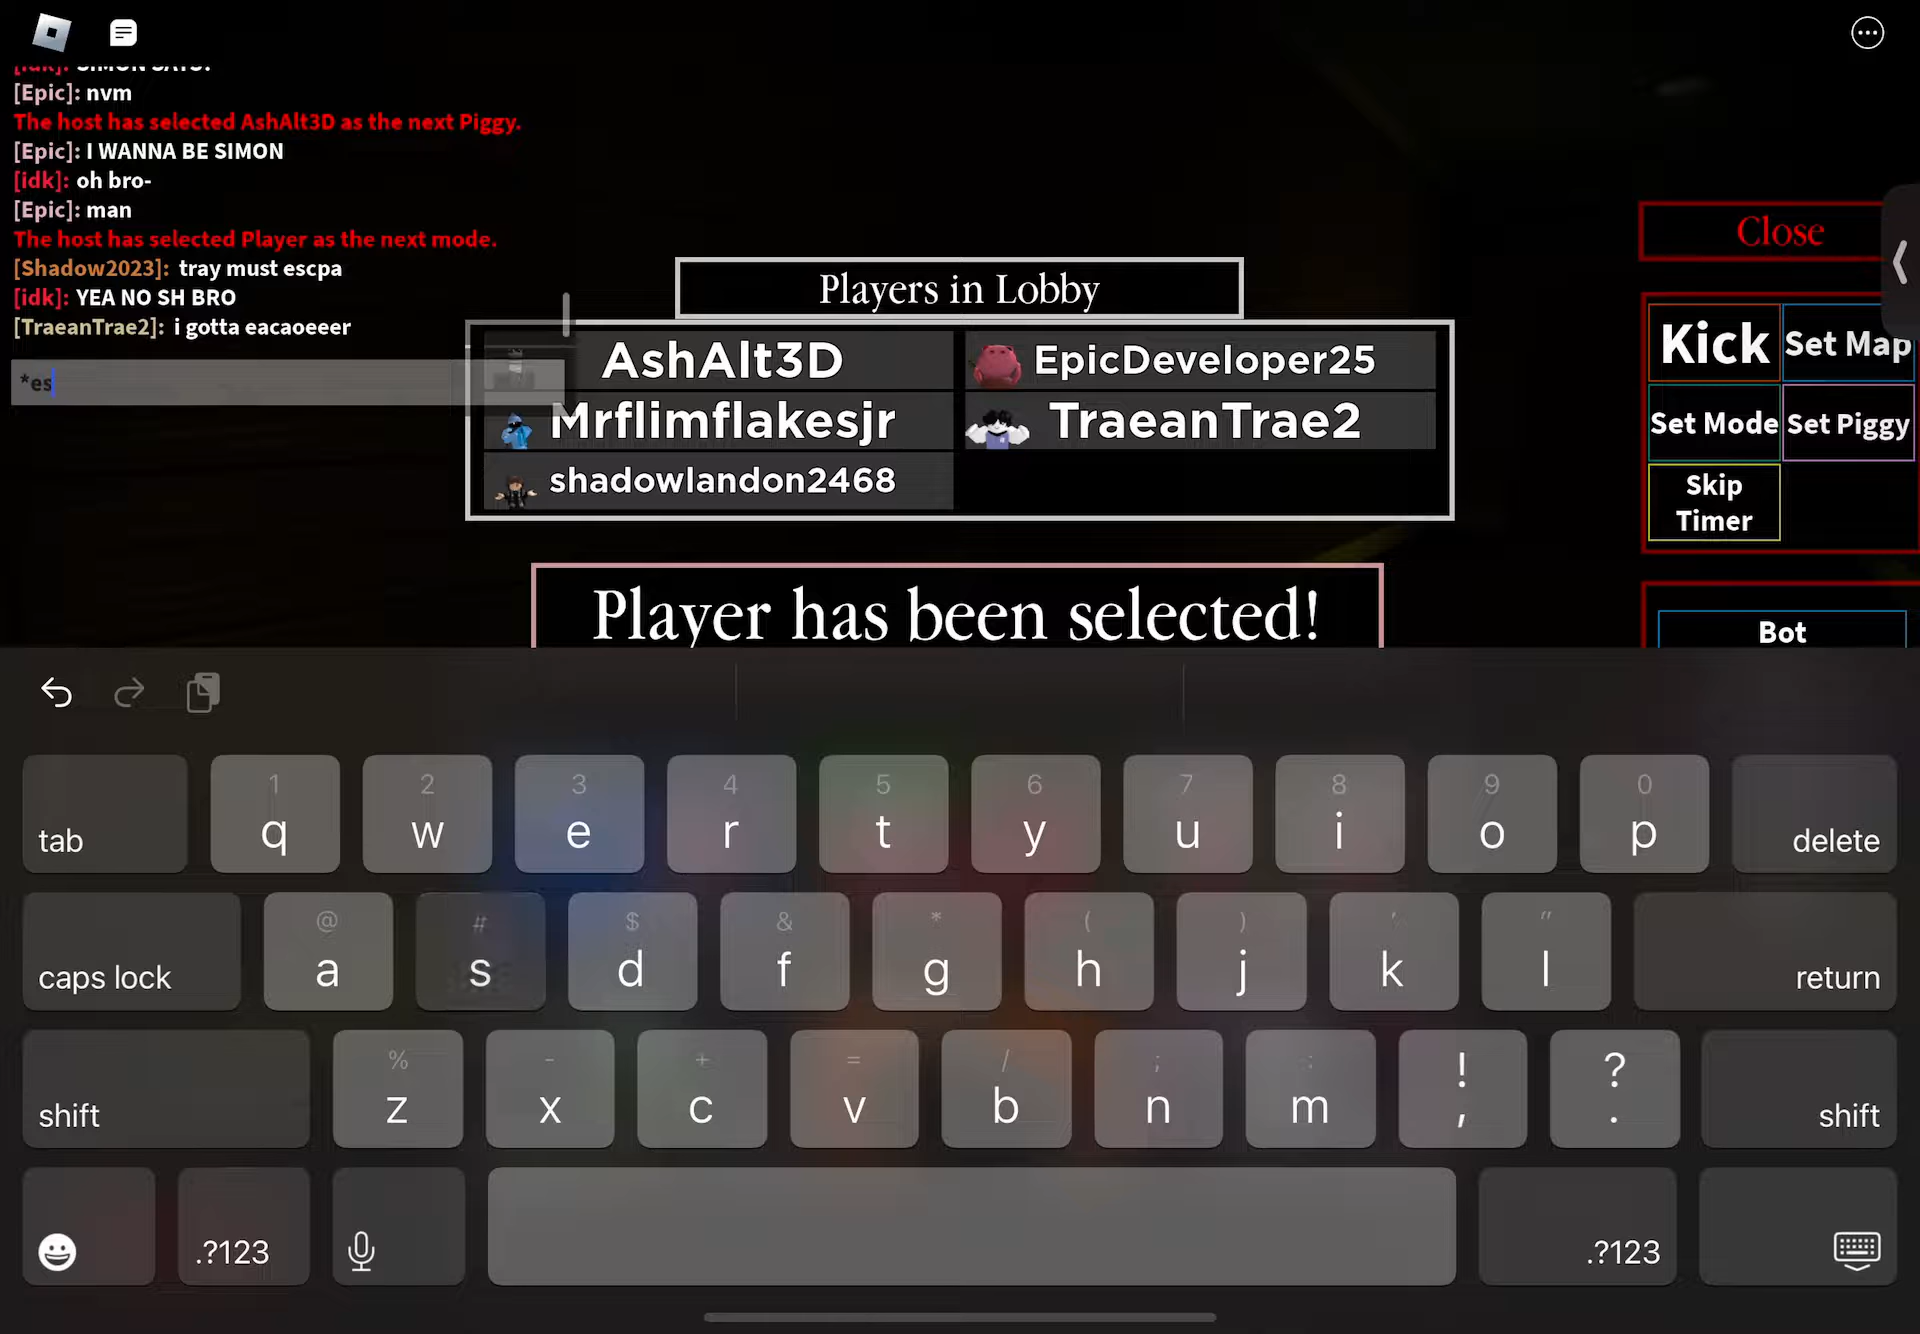 [idk]: SIMON SAYS!
[Epic]: nvm
The host has selected AshAlt3D as the next Piggy.
[Epic]: I WANNA BE SIMON
[idk]: oh bro-
[Epic]: man
The host has selected Player as the next mode.
[Shadow2023]: tray must escpa
[idk]: YEA NO SH BRO
[TraeanTrae2]: i gotta eacaoeeer
*es
Players in Lobby
AshAlt3D
EpicDeveloper25
Mrflimflakesjr
TraeanTrae2
shadowlandon2468
Player has been selected!
Close
Kick
Set Map
Set Mode
Set Piggy
Skip
Timer
Bot
1 2 3 4 5 6 7 8 9 0
tab q w e r t y u i o p delete
@ # $ & * ( ) ' "
caps lock a s d f g h j k l return
% - + = / ; : ! ?
shift z x c v b n m , . shift
.?123 .?123